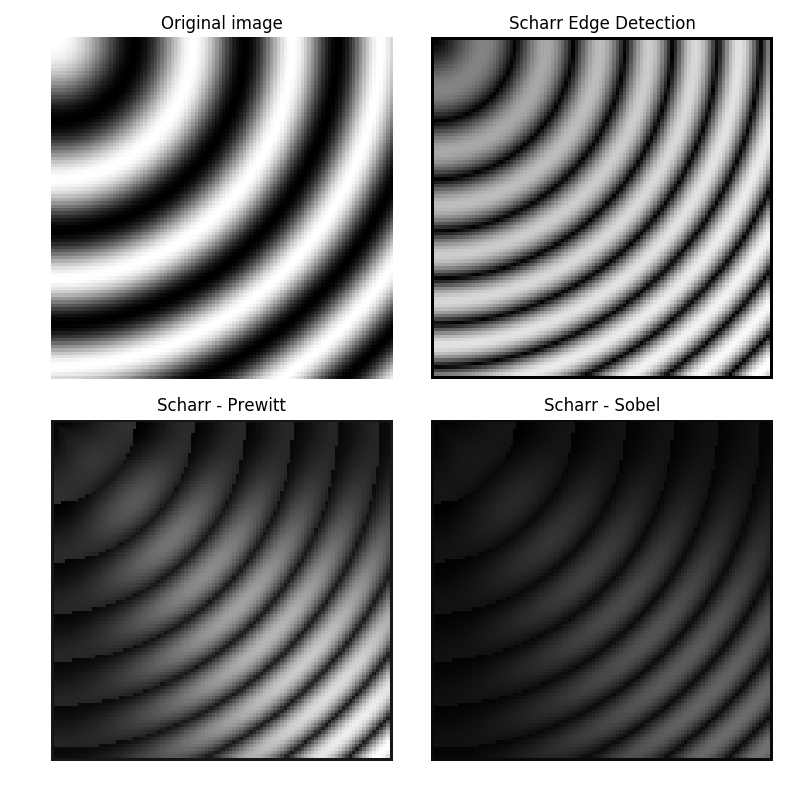 Original image
Scharr Edge Detection
Scharr - Prewitt
Scharr - Sobel